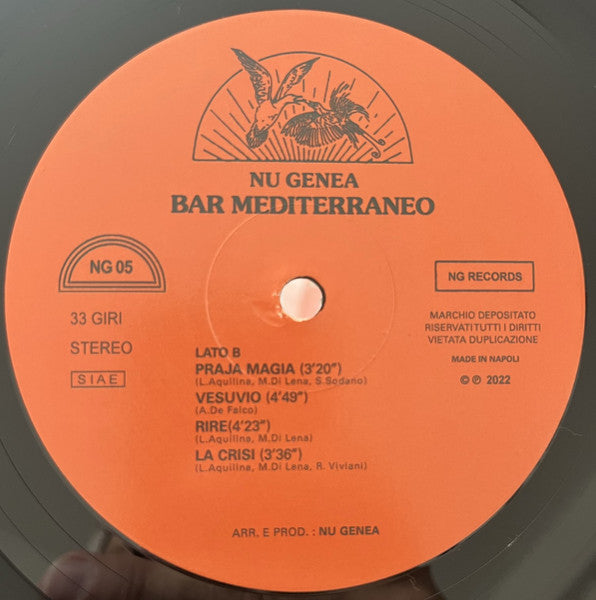 NU GENEA
BAR MEDITERRANEO
NG 05
NG RECORDS
33 GIRI
STEREO
SIAE
MARCHIO DEPOSITATO
RISERVATI TUTTI I DIRITTI
VIETATA DUPLICAZIONE
MADE IN NAPOLI
© ℗ 2022
LATO B
PRAJA MAGIA (3'20")
(L.Aquilina, M.Di Lena, S.Sodano)
VESUVIO (4'49")
(A.De Falco)
RIRE(4'23")
(L.Aquilina, M.Di Lena)
LA CRISI (3'36")
(L.Aquilina, M.Di Lena, R. Viviani)
ARR. E PROD. : NU GENEA